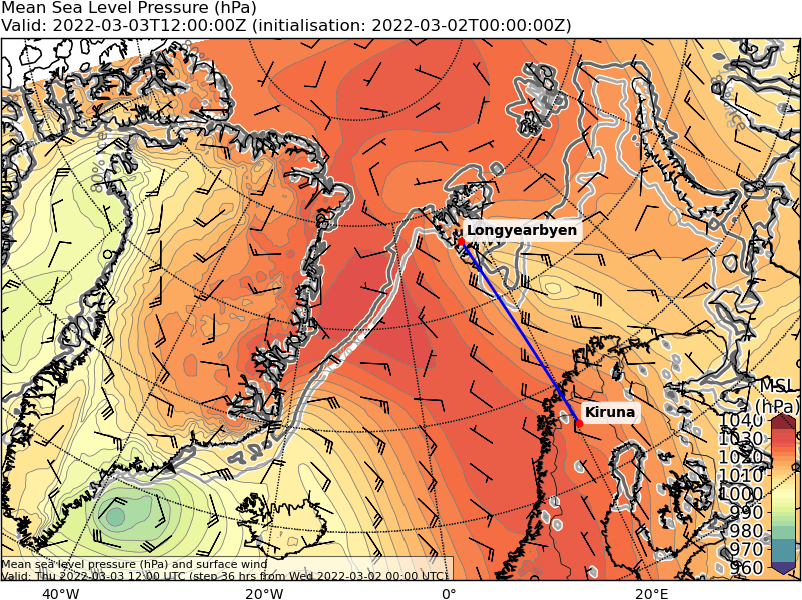 Mean Sea Level Pressure (hPa)
Valid: 2022-03-03T12:00:00Z (initialisation: 2022-03-02T00:00:00Z)
Longyearbyen
Kiruna
MSL
(hPa)
1040
1030
1020
1010
1000
990
980
970
960
Mean sea level pressure (hPa) and surface wind
Valid: Thu 2022-03-03 12:00 UTC (step 36 hrs from Wed 2022-03-02 00:00 UTC)
40°W 20°W 0° 20°E